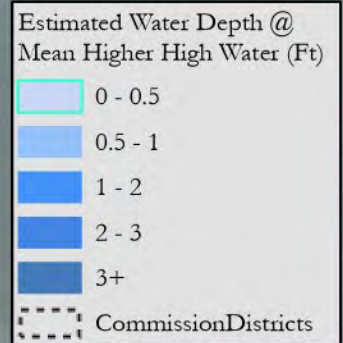 Estimated Water Depth @
Mean Higher High Water (Ft)
0 - 0.5
0.5 - 1
1 - 2
2 - 3
3+
CommissionDistricts